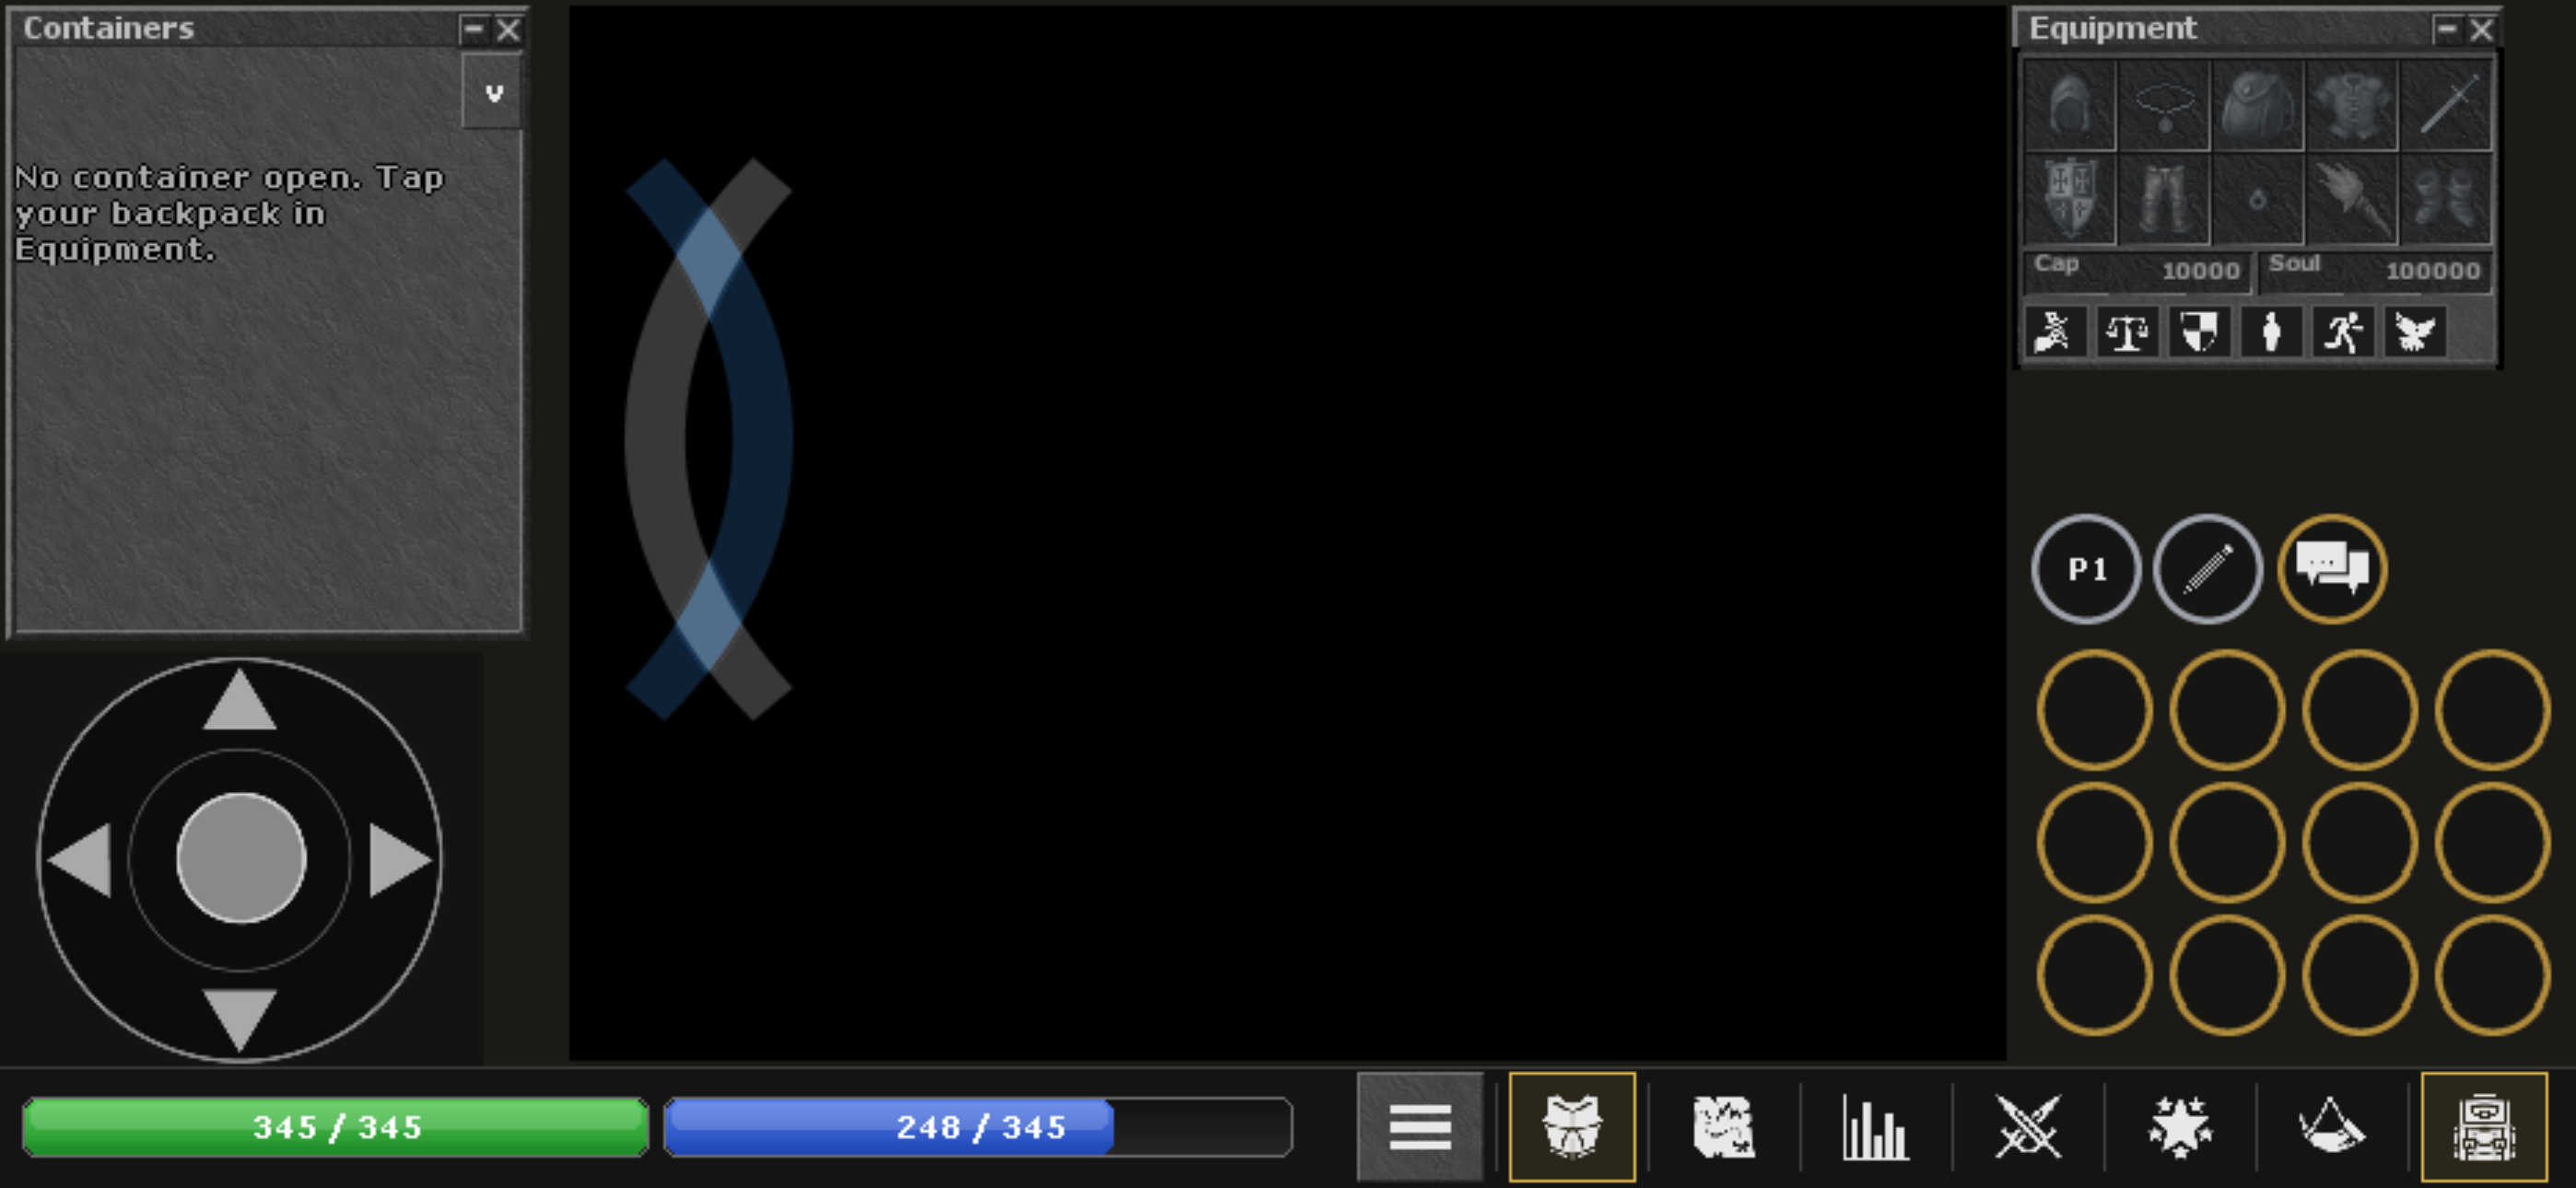 Containers
v
No container open. Tap
your backpack in
Equipment.
Equipment
Cap 10000 Soul 100000
P1
345 / 345
248 / 345